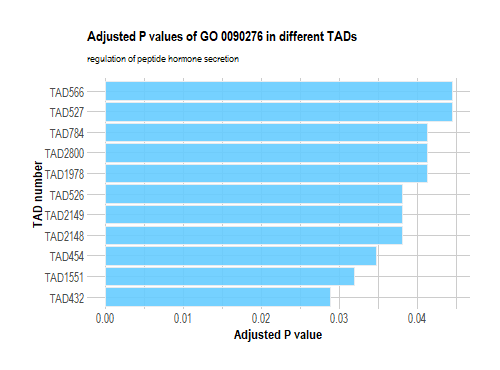 Adjusted P values of GO 0090276 in different TADs
regulation of peptide hormone secretion
TAD566
TAD527
TAD784
TAD2800
TAD1978
TAD526
TAD2149
TAD2148
TAD454
TAD1551
TAD432
TAD number
0.00 0.01 0.02 0.03 0.04
Adjusted P value